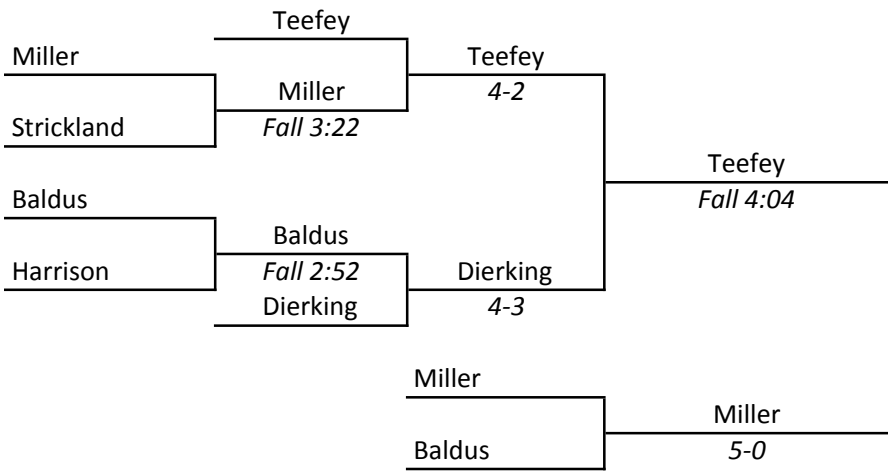 Teefey
Miller
Teefey
Miller
4-2
Strickland
Fall 3:22
Teefey
Baldus
Fall 4:04
Baldus
Harrison
Fall 2:52
Dierking
Dierking
4-3
Miller
Miller
Baldus
5-0